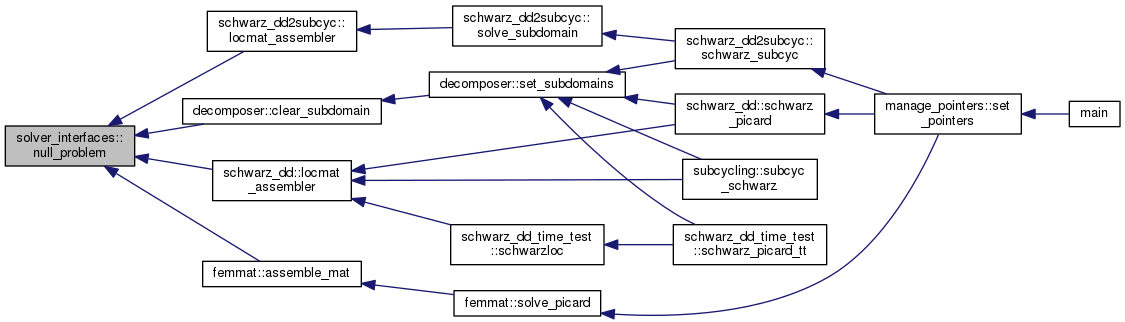 solver_interfaces::
null_problem
schwarz_dd2subcyc::
locmat_assembler
decomposer::clear_subdomain
schwarz_dd::locmat
_assembler
femmat::assemble_mat
schwarz_dd2subcyc::
solve_subdomain
decomposer::set_subdomains
schwarz_dd_time_test
::schwarzloc
femmat::solve_picard
schwarz_dd2subcyc::
schwarz_subcyc
schwarz_dd::schwarz
_picard
subcycling::subcyc
_schwarz
schwarz_dd_time_test
::schwarz_picard_tt
manage_pointers::set
_pointers
main